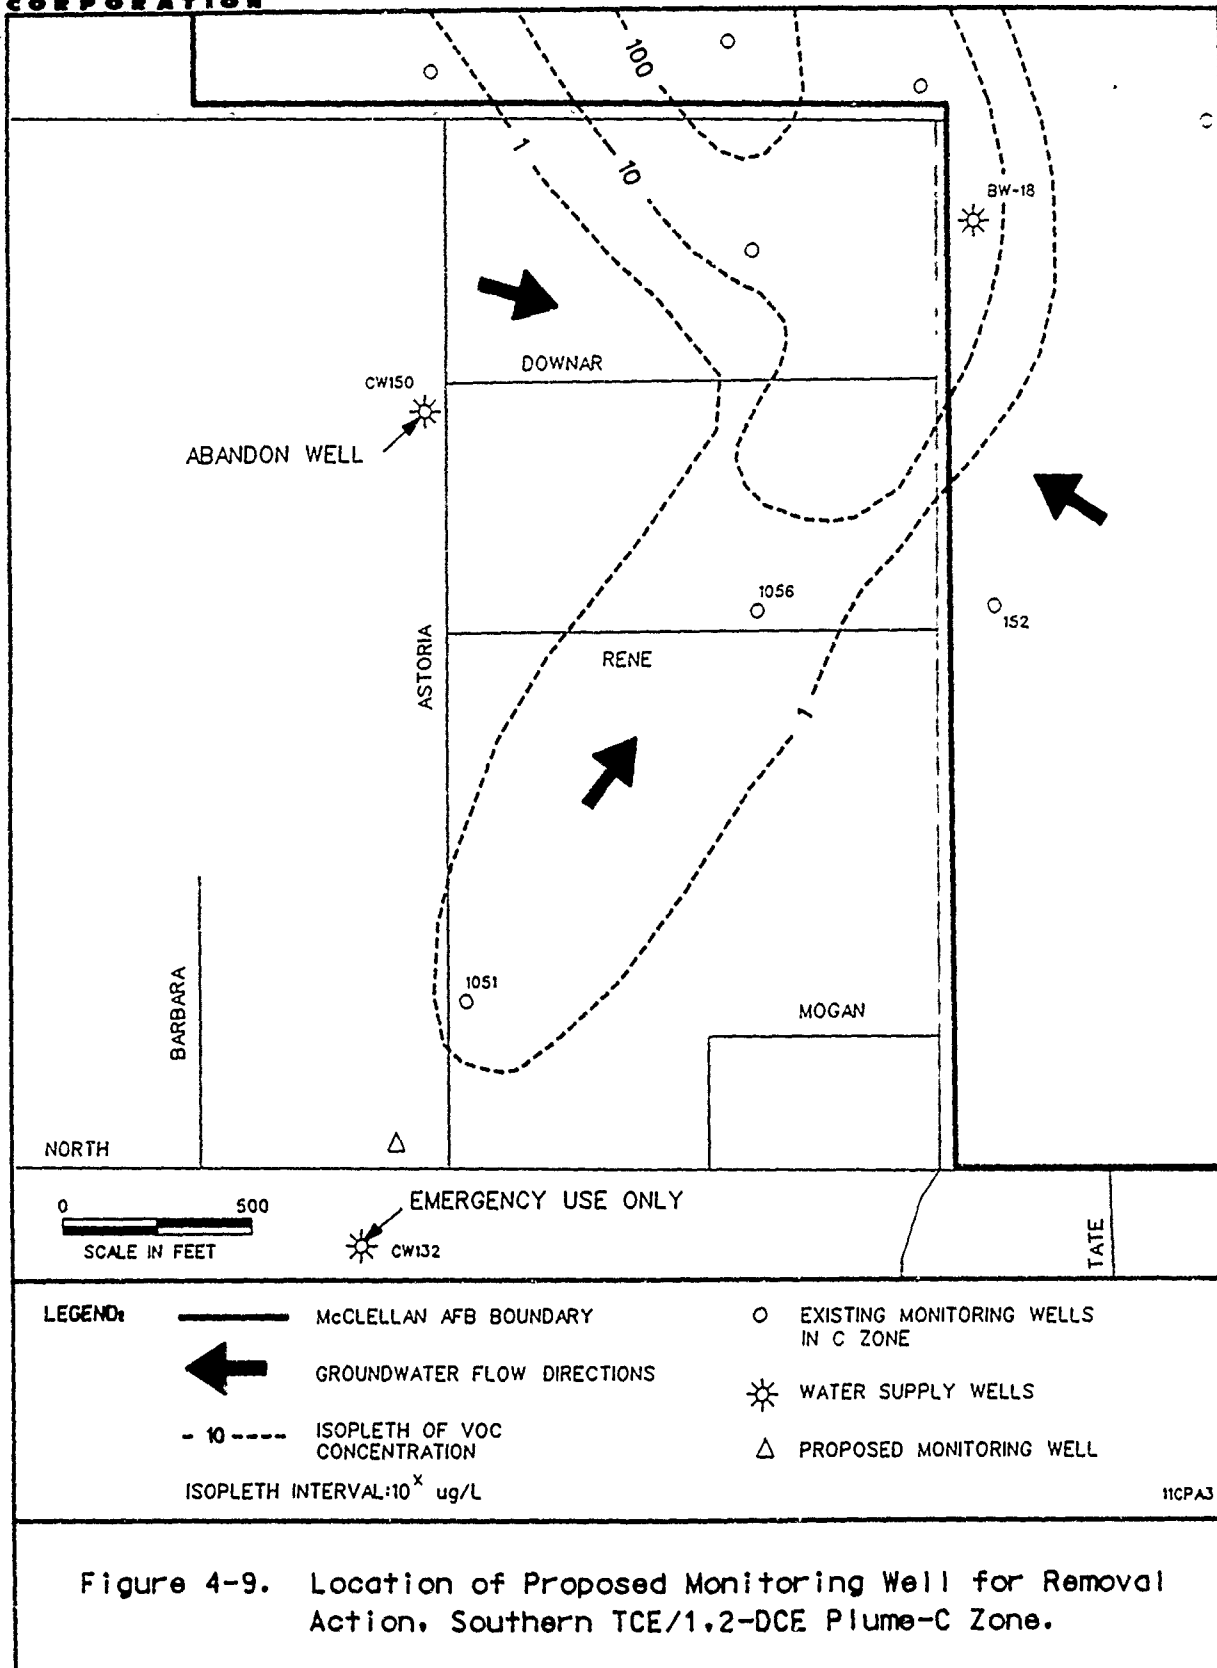 CORPORATION
100
1
10
BW-18
DOWNAR
CW150
ABANDON WELL
1056
152
RENE
ASTORIA
1
1051
MOGAN
BARBARA
NORTH
0 500
SCALE IN FEET
EMERGENCY USE ONLY
CW132
TATE
LEGEND:
McCLELLAN AFB BOUNDARY
GROUNDWATER FLOW DIRECTIONS
- 10 ----
ISOPLETH OF VOC
CONCENTRATION
ISOPLETH INTERVAL:10^x ug/L
EXISTING MONITORING WELLS
IN C ZONE
WATER SUPPLY WELLS
PROPOSED MONITORING WELL
11CPA3
Figure 4-9. Location of Proposed Monitoring Well for Removal
Action, Southern TCE/1,2-DCE Plume-C Zone.